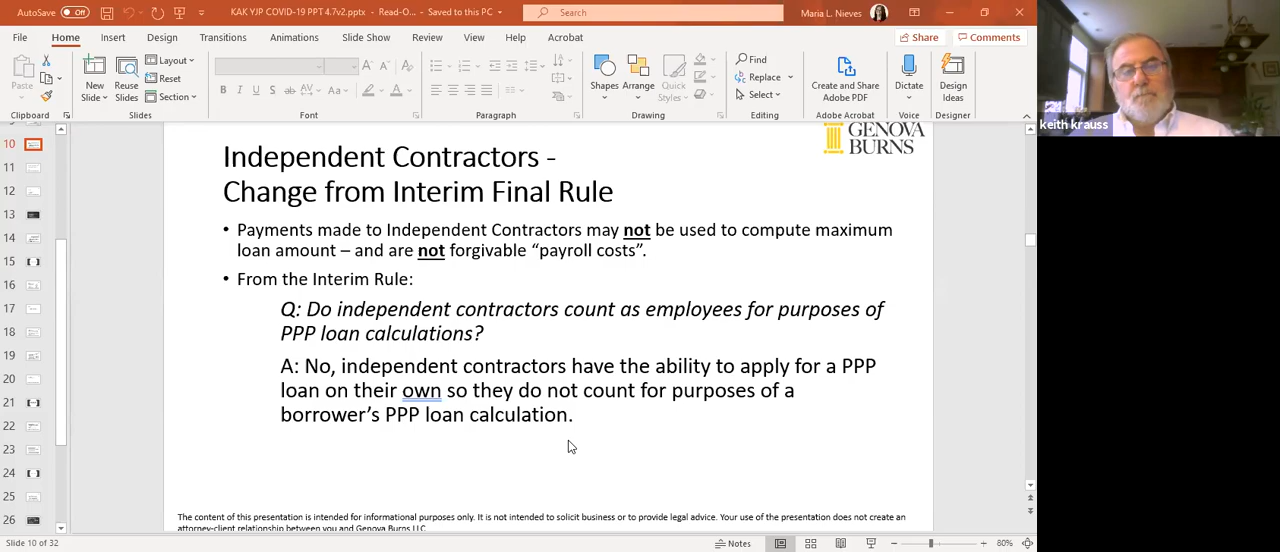 AutoSave Off KAK YJP COVID-19 PPT 4.7v2.pptx - Read-O... - Saved to this PC Search Maria L. Nieves
File Home Insert Design Transitions Animations Slide Show Review View Help Acrobat Share Comments
Paste New Slide Reuse Slides Layout Reset Section Shapes Arrange Quick Styles Find Replace Select Create and Share Adobe PDF Dictate Design Ideas
Clipboard Slides Font Paragraph Drawing Editing Adobe Acrobat Voice Designer
keith krauss
10
11
12
13
14
15
16
17
18
19
20
21
22
23
24
25
26
GENOVA
BURNS
Independent Contractors -
Change from Interim Final Rule
• Payments made to Independent Contractors may not be used to compute maximum
loan amount – and are not forgivable “payroll costs”.
• From the Interim Rule:
Q: Do independent contractors count as employees for purposes of
PPP loan calculations?
A: No, independent contractors have the ability to apply for a PPP
loan on their own so they do not count for purposes of a
borrower’s PPP loan calculation.
The content of this presentation is intended for informational purposes only. It is not intended to solicit business or to provide legal advice. Your use of the presentation does not create an
attorney-client relationship between you and Genova Burns LLC
Slide 10 of 32 Notes 80%